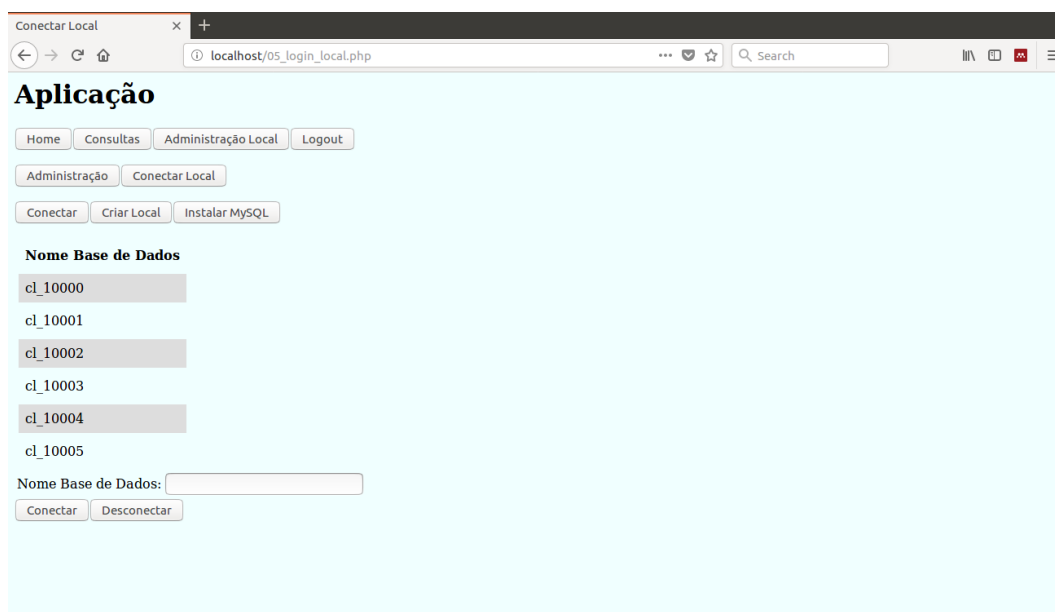 Conectar Local
localhost/05_login_local.php Search
Aplicação
Home Consultas Administração Local Logout
Administração Conectar Local
Conectar Criar Local Instalar MySQL
Nome Base de Dados
cl_10000
cl_10001
cl_10002
cl_10003
cl_10004
cl_10005
Nome Base de Dados:
Conectar Desconectar